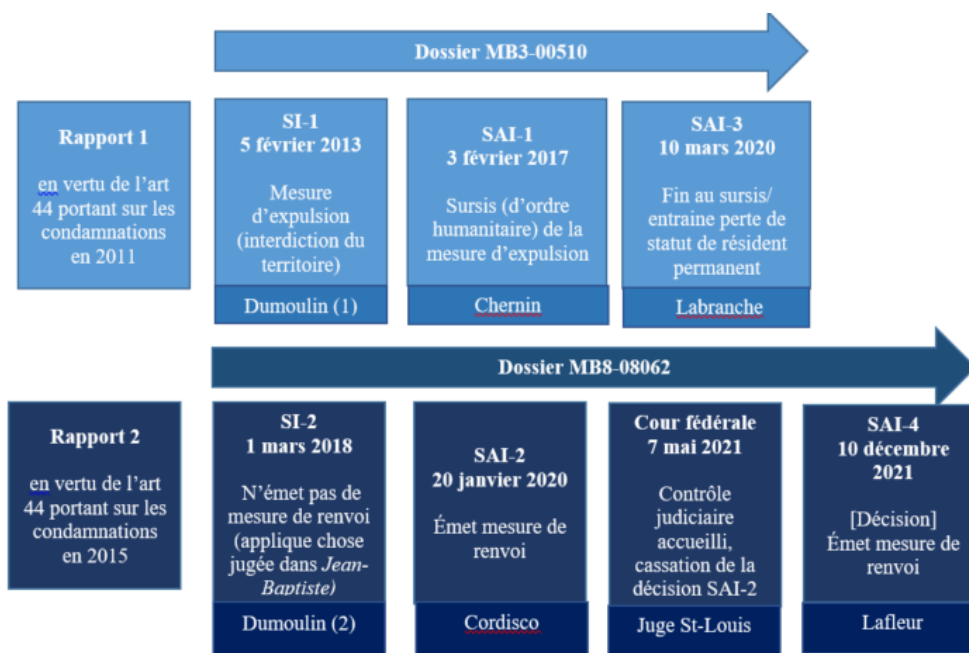 Dossier MB3-00510
Rapport 1
en vertu de l'art
44 portant sur les
condamnations
en 2011
SI-1
5 février 2013
Mesure
d'expulsion
(interdiction du
territoire)
Dumoulin (1)
SAI-1
3 février 2017
Sursis (d'ordre
humanitaire) de la
mesure d'expulsion
Chernin
SAI-3
10 mars 2020
Fin au sursis/
entraine perte de
statut de résident
permanent
Labranche
Dossier MB8-08062
Rapport 2
en vertu de l'art
44 portant sur les
condamnations
en 2015
SI-2
1 mars 2018
N'émet pas de
mesure de renvoi
(applique chose
jugée dans Jean-
Baptiste)
Dumoulin (2)
SAI-2
20 janvier 2020
Émet mesure de
renvoi
Cordisco
Cour fédérale
7 mai 2021
Contrôle
judiciaire
accueilli,
cassation de la
décision SAI-2
Juge St-Louis
SAI-4
10 décembre
2021
[Décision]
Émet mesure de
renvoi
Lafleur